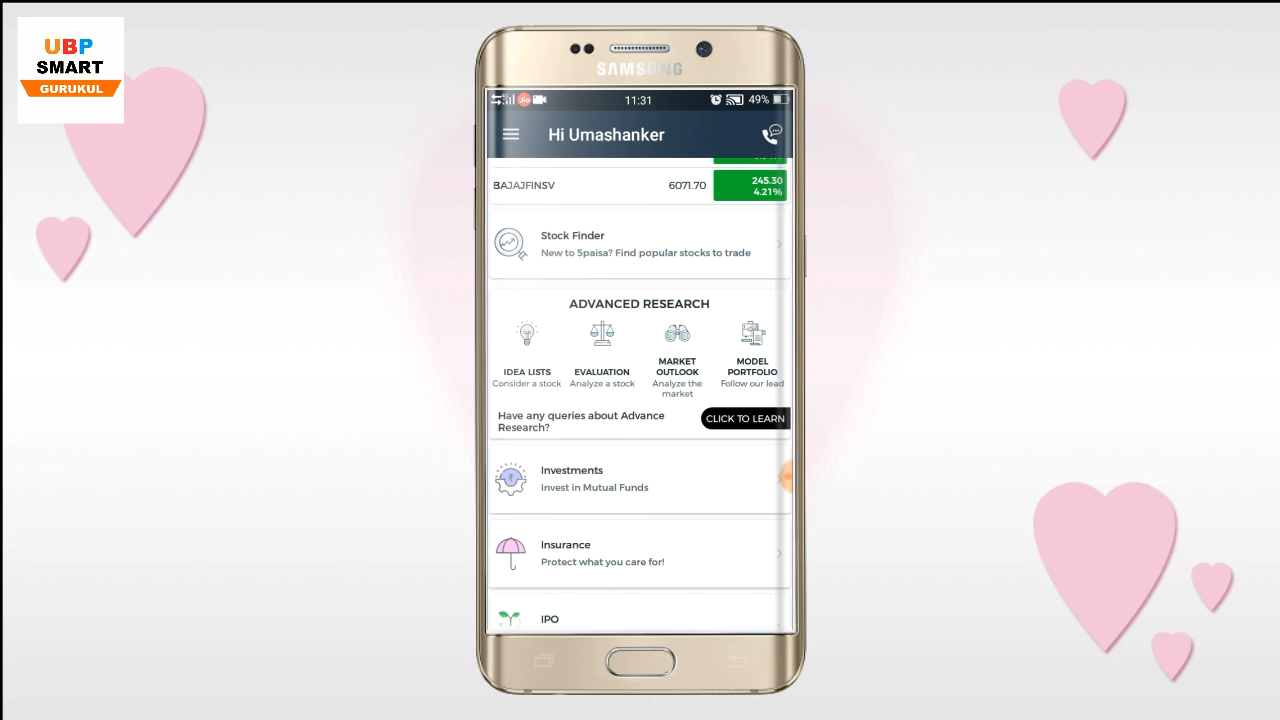 UBP
SMART
GURUKUL
SAMSUNG
Jio
11:31
49%
Hi Umashanker
BAJAJFINSV
6071.70
245.30
4.21%
Stock Finder
New to 5paisa? Find popular stocks to trade
ADVANCED RESEARCH
IDEA LISTS
Consider a stock
EVALUATION
Analyze a stock
MARKET
OUTLOOK
Analyze the
market
MODEL
PORTFOLIO
Follow our lead
Have any queries about Advance
Research?
CLICK TO LEARN
Investments
Invest in Mutual Funds
Insurance
Protect what you care for!
IPO